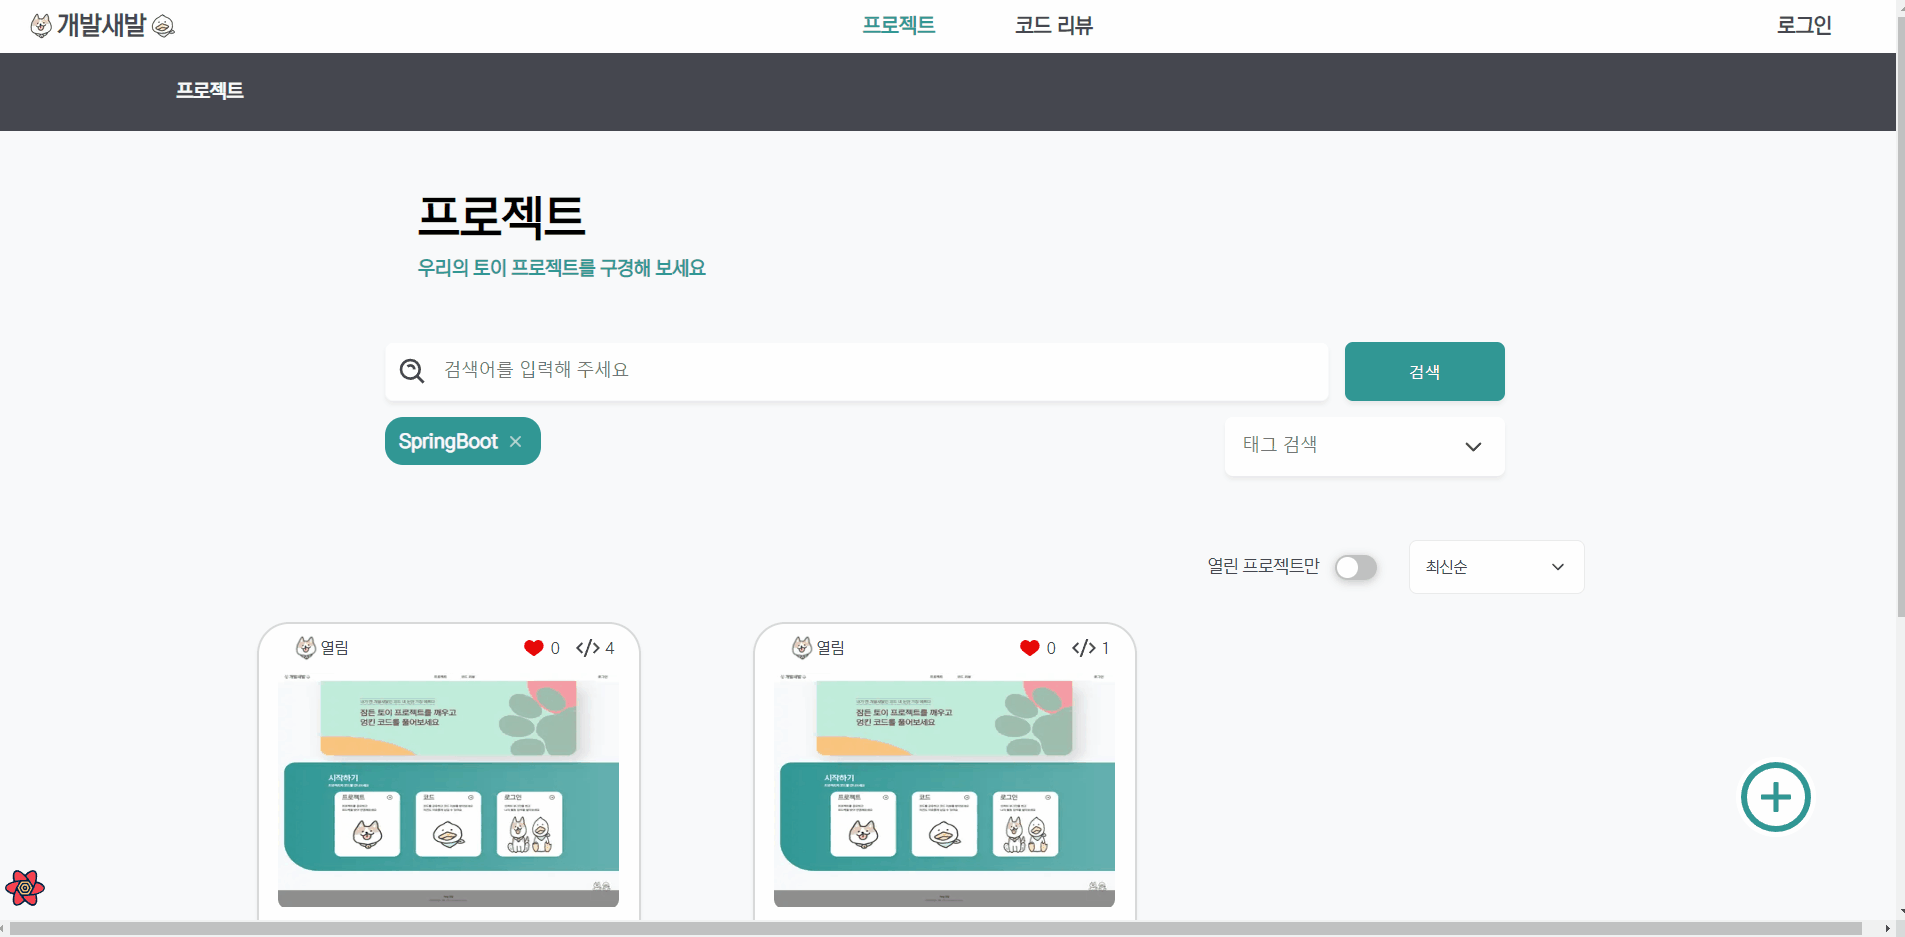 개발새발
프로젝트
코드 리뷰
로그인
프로젝트
프로젝트
우리의 토이 프로젝트를 구경해 보세요
검색어를 입력해 주세요
검색
SpringBoot ×
태그 검색
열린 프로젝트만
최신순
열림
0
</> 4
잠든 토이 프로젝트를 깨우고
엉킨 코드를 풀어보세요
시작하기
프로젝트
코드
로그인
열림
0
</> 1
잠든 토이 프로젝트를 깨우고
엉킨 코드를 풀어보세요
시작하기
프로젝트
코드
로그인